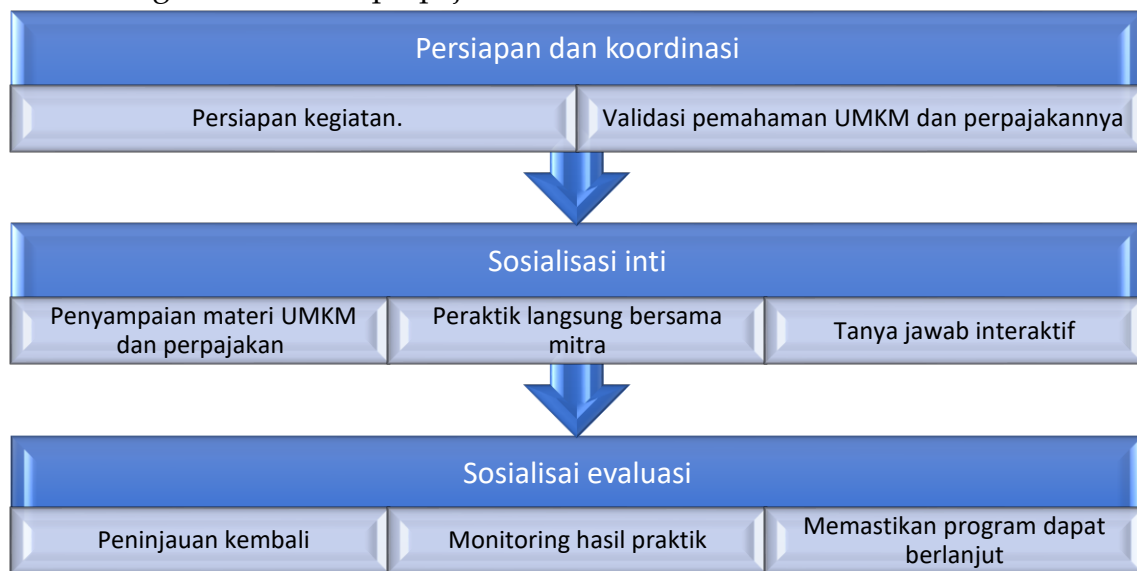 Persiapan dan koordinasi
Persiapan kegiatan.
Validasi pemahaman UMKM dan perpajakannya
Sosialisasi inti
Penyampaian materi UMKM
dan perpajakan
Peraktik langsung bersama
mitra
Tanya jawab interaktif
Sosialisai evaluasi
Peninjauan kembali
Monitoring hasil praktik
Memastikan program dapat
berlanjut